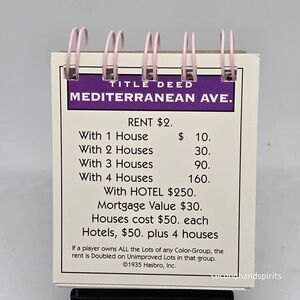 TITLE DEED
MEDITERRANEAN AVE.
RENT $2.
With 1 House $ 10.
With 2 Houses 30.
With 3 Houses 90.
With 4 Houses 160.
With HOTEL $250.
Mortgage Value $30.
Houses cost $50. each
Hotels, $50. plus 4 houses
If a player owns ALL the Lots of any Color-Group, the
rent is Doubled on Unimproved Lots in that group.
©1935 Hasbro, Inc.
secondhandspirits